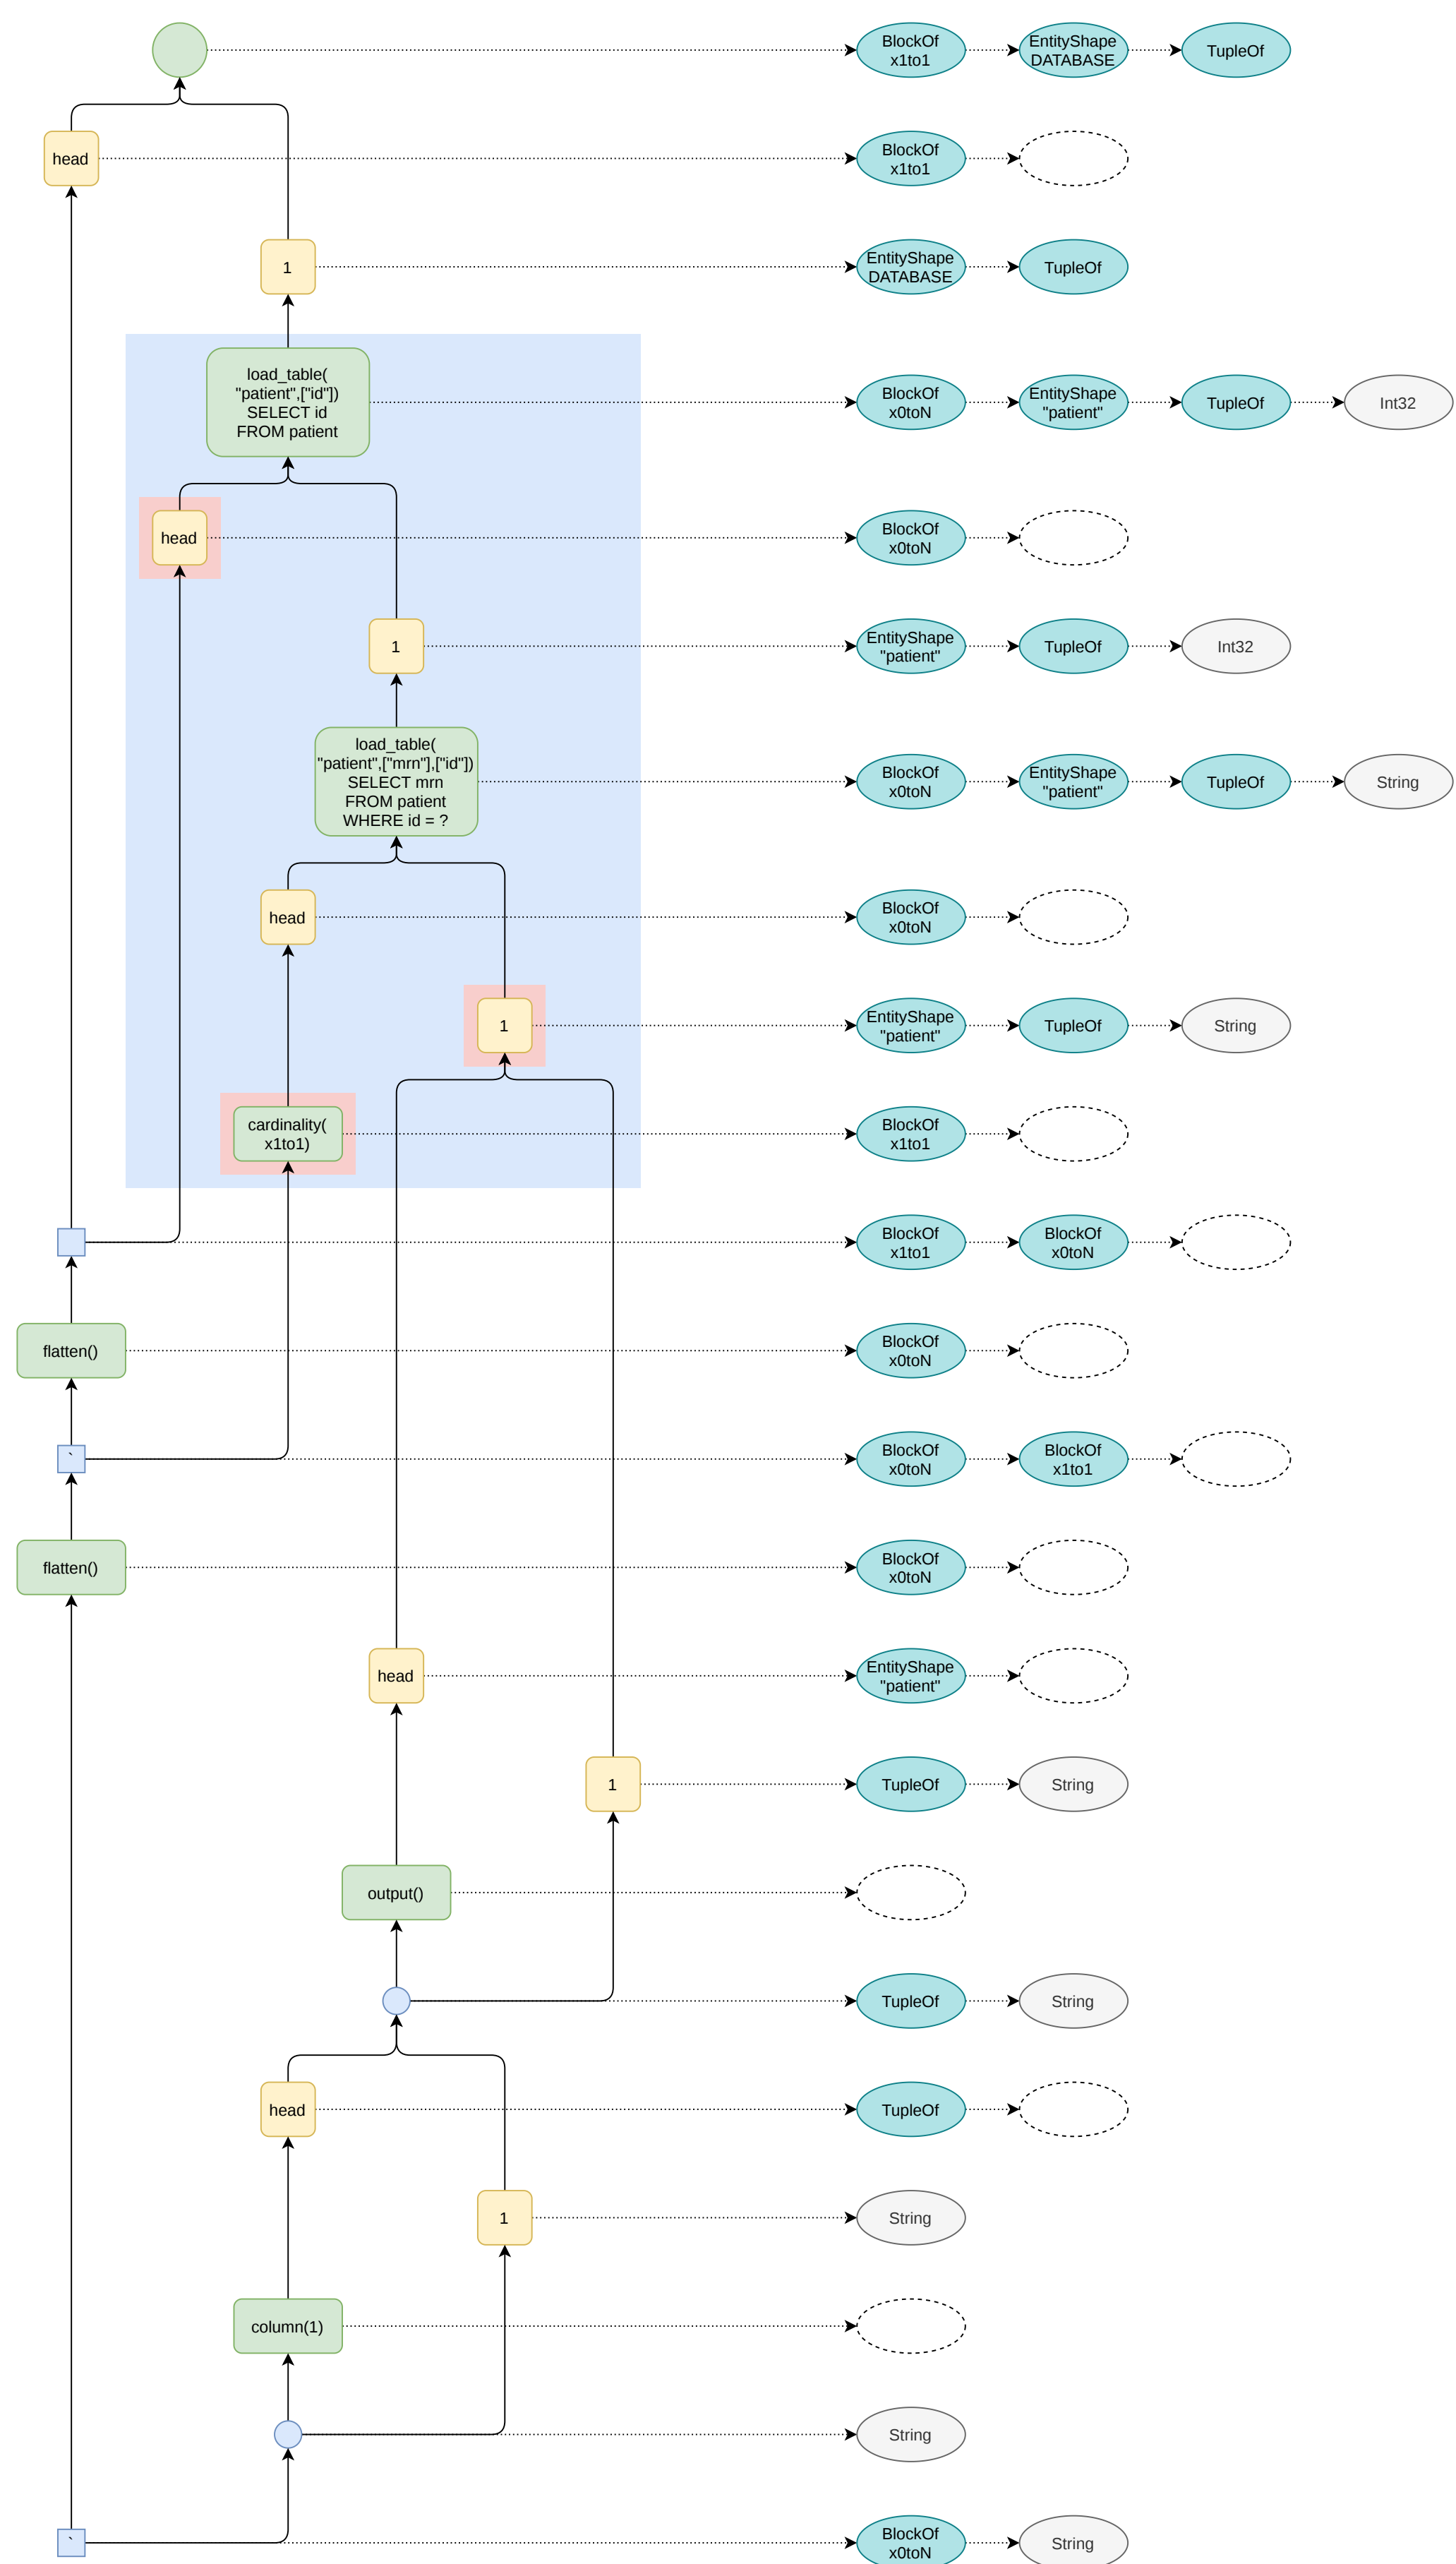 BlockOf
x1to1
EntityShape
DATABASE
TupleOf
head
BlockOf
x1to1
1
EntityShape
DATABASE
TupleOf
load_table(
"patient",["id"])
SELECT id
FROM patient
BlockOf
x0toN
EntityShape
"patient"
TupleOf
Int32
head
BlockOf
x0toN
1
EntityShape
"patient"
TupleOf
Int32
load_table(
"patient",["mrn"],["id"])
SELECT mrn
FROM patient
WHERE id = ?
BlockOf
x0toN
EntityShape
"patient"
TupleOf
String
head
BlockOf
x0toN
1
EntityShape
"patient"
TupleOf
String
cardinality(
x1to1)
BlockOf
x1to1
BlockOf
x1to1
BlockOf
x0toN
flatten()
BlockOf
x0toN
`
BlockOf
x0toN
BlockOf
x1to1
flatten()
BlockOf
x0toN
head
EntityShape
"patient"
1
TupleOf
String
output()
TupleOf
String
head
TupleOf
1
String
column(1)
String
`
BlockOf
x0toN
String